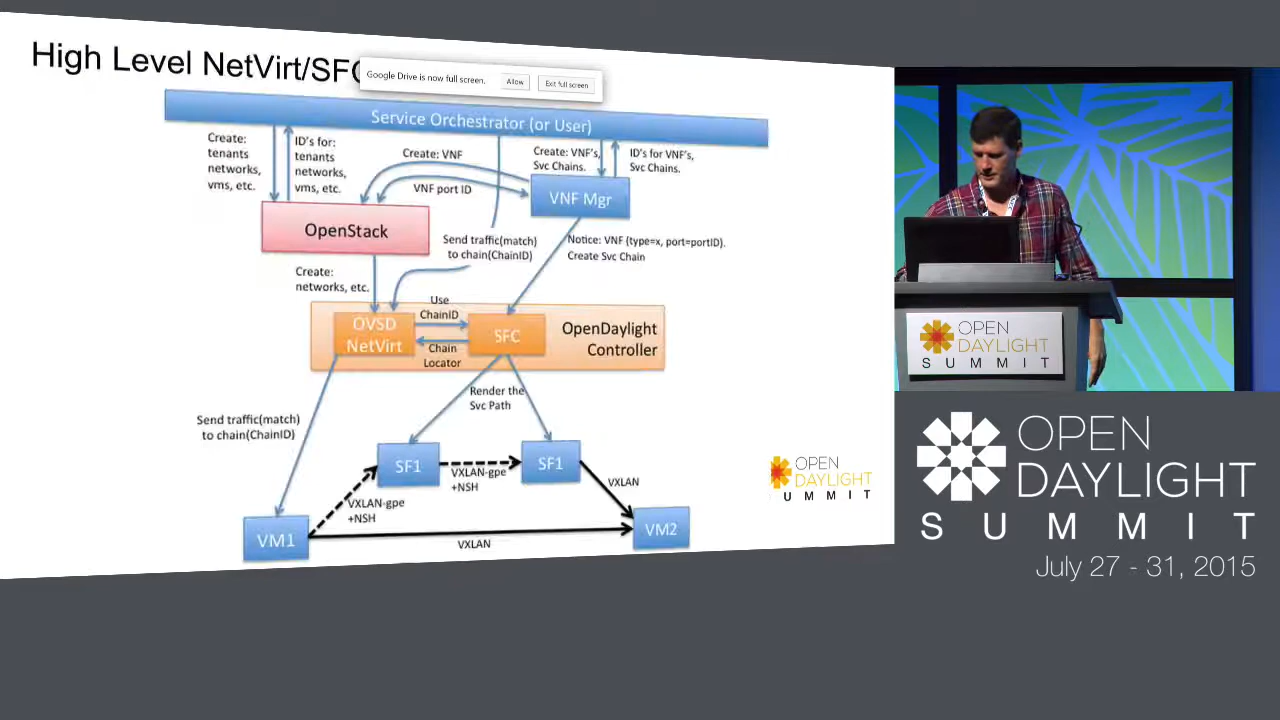 High Level NetVirt/SFC
Google Drive is now full screen. Allow Exit full screen
Service Orchestrator (or User)
Create:
tenants
networks,
vms, etc.
ID's for:
tenants
networks,
vms, etc.
Create: VNF
VNF port ID
Create: VNF's,
Svc Chains.
ID's for VNF's,
Svc Chains.
VNF Mgr
OpenStack
Send traffic(match)
to chain(ChainID)
Notice: VNF (type=x, port=portID).
Create Svc Chain
Create:
networks, etc.
OVSD
NetVirt
Use
ChainID
Chain
Locator
SFC
OpenDaylight
Controller
Render the
Svc Path
Send traffic(match)
to chain(ChainID)
SF1
VXLAN-gpe
+NSH
SF1
VXLAN
VXLAN-gpe
+NSH
VM1
VXLAN
VM2
OPEN
DAYLIGHT
UMMIT
OPEN
DAYLIGHT
SUMMIT
OPEN
DAYLIGHT
SUMMIT
July 27 - 31, 2015